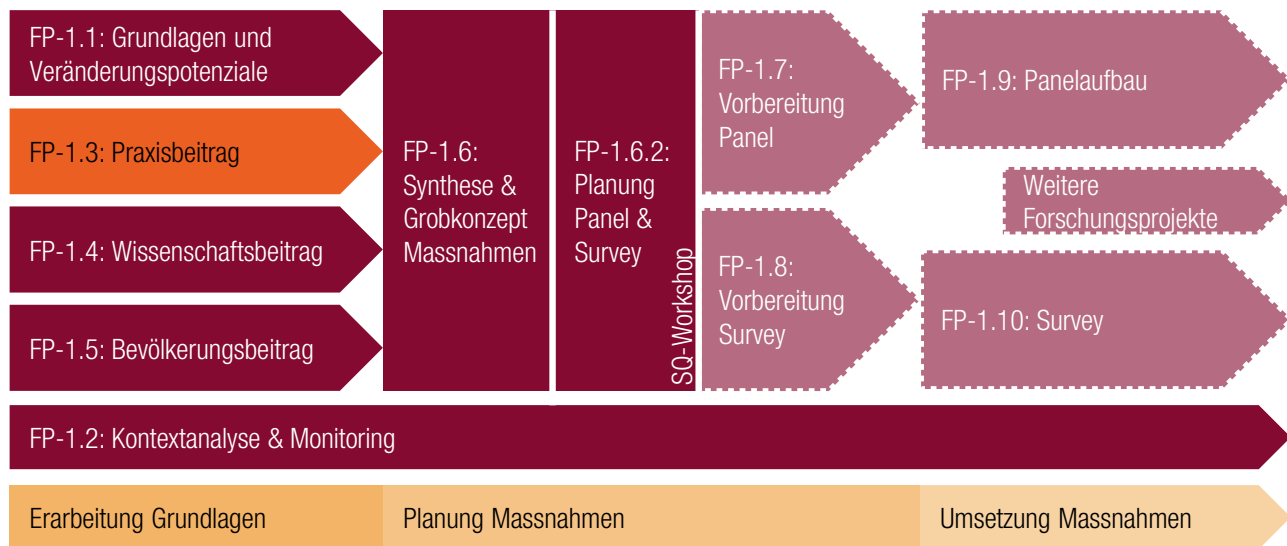 FP-1.1: Grundlagen und
Veränderungspotenziale
FP-1.3: Praxisbeitrag
FP-1.4: Wissenschaftsbeitrag
FP-1.5: Bevölkerungsbeitrag
FP-1.6:
Synthese &
Grobkonzept
Massnahmen
FP-1.6.2:
Planung
Panel &
Survey
SQ-Workshop
FP-1.7:
Vorbereitung
Panel
FP-1.8:
Vorbereitung
Survey
FP-1.9: Panelaufbau
Weitere
Forschungsprojekte
FP-1.10: Survey
FP-1.2: Kontextanalyse & Monitoring
Erarbeitung Grundlagen
Planung Massnahmen
Umsetzung Massnahmen